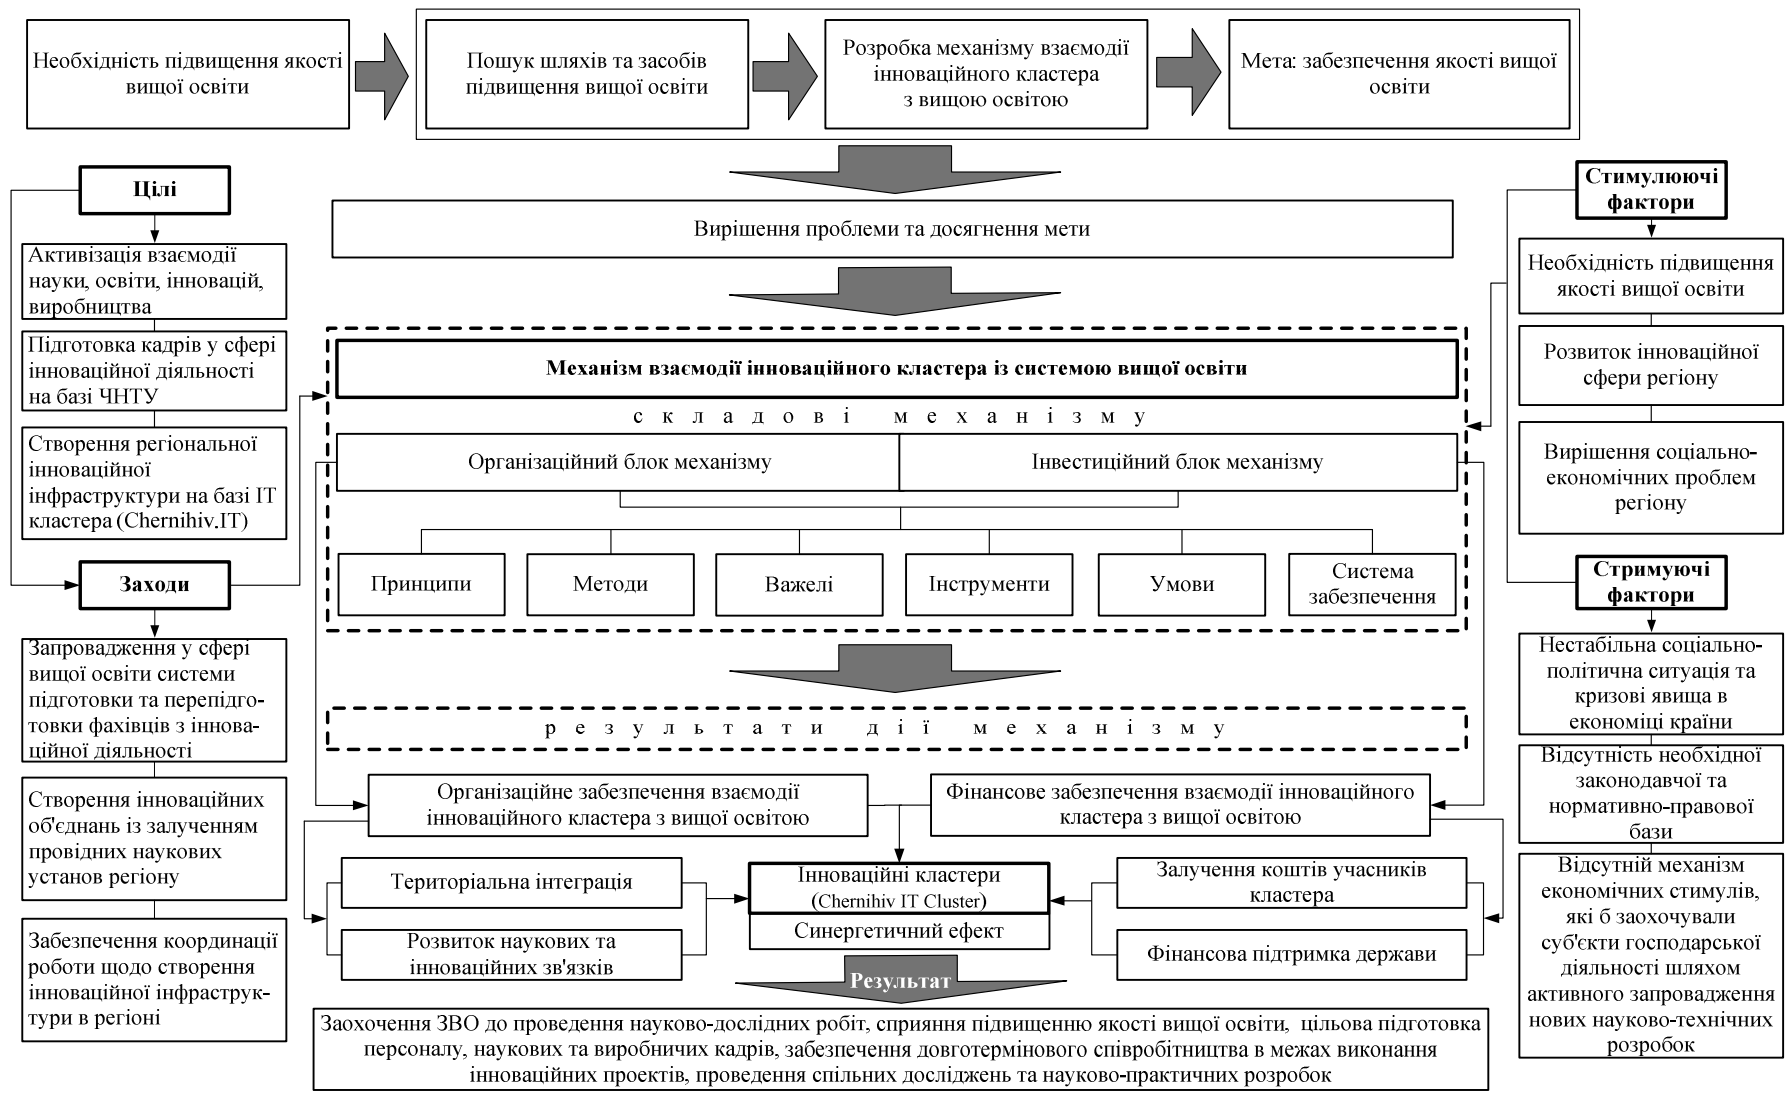 Необхідність підвищення якості
вищої освіти
Пошук шляхів та засобів
підвищення вищої освіти
Розробка механізму взаємодії
інноваційного кластера
з вищою освітою
Мета: забезпечення якості вищої
освіти
Вирішення проблеми та досягнення мети
Цілі
Активізація взаємодії
науки, освіти, інновацій,
виробництва
Підготовка кадрів у сфері
інноваційної діяльності
на базі ЧНТУ
Створення регіональної
інноваційної
інфраструктури на базі ІТ
кластера (Chernihiv.IT)
Заходи
Запровадження у сфері
вищої освіти системи
підготовки та перепідго-
товки фахівців з іннова-
ційної діяльності
Створення інноваційних
об'єднань із залученням
провідних наукових
установ регіону
Забезпечення координації
роботи щодо створення
інноваційної інфраструк-
тури в регіоні
Механізм взаємодії інноваційного кластера із системою вищої освіти
складові механізму
Організаційний блок механізму
Інвестиційний блок механізму
Принципи
Методи
Важелі
Інструменти
Умови
Система
забезпечення
результати дії механізму
Організаційне забезпечення взаємодії
інноваційного кластера з вищої освітою
Фінансове забезпечення взаємодії інноваційного
кластера з вищої освітою
Територіальна інтеграція
Розвиток наукових та
інноваційних зв'язків
Інноваційні кластери
(Chernihiv IT Cluster)
Синергетичний ефект
Залучення коштів учасників
кластера
Фінансова підтримка держави
Результат
Заохочення ЗВО до проведення науково-дослідних робіт, сприяння підвищенню якості вищої освіти, цільова підготовка
персоналу, наукових та виробничих кадрів, забезпечення довготермінового співробітництва в межах виконання
інноваційних проектів, проведення спільних досліджень та науково-практичних розробок
Стимулюючі
фактори
Необхідність підвищення
якості вищої освіти
Розвиток інноваційної
сфери регіону
Вирішення соціально-
економічних проблем
регіону
Стримуючі
фактори
Нестабільна соціально-
політична ситуація та
кризові явища в
економіці країни
Відсутність необхідної
законодавчої та
нормативно-правової
бази
Відсутній механізм
економічних стимулів,
які б заохочували
суб'єкти господарської
діяльності шляхом
активного запровадження
нових науково-технічних
розробок